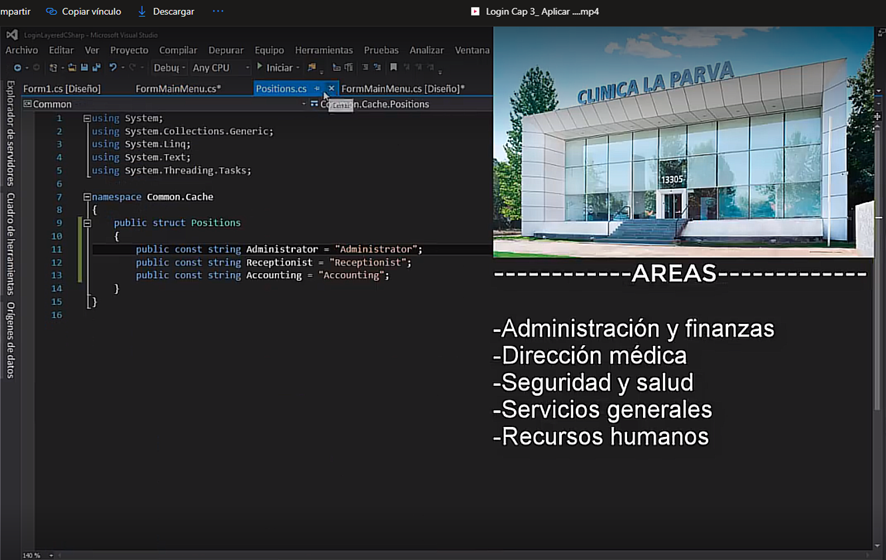 mpartir
Copiar vínculo
Descargar
...
Login Cap 3_ Aplicar ....mp4
LoginLayeredCSharp - Microsoft Visual Studio
Archivo Editar Ver Proyecto Compilar Depurar Equipo Herramientas Pruebas Analizar Ventana
Debug Any CPU Iniciar
Form1.cs [Diseño] FormMainMenu.cs* Positions.cs FormMainMenu.cs [Diseño]*
Common Common.Cache.Positions
Cerrar
Explorador de servidores
Cuadro de herramientas
Orígenes de datos
1 using System;
2 using System.Collections.Generic;
3 using System.Linq;
4 using System.Text;
5 using System.Threading.Tasks;
6
7 namespace Common.Cache
8 {
9 public struct Positions
10 {
11 public const string Administrator = "Administrator";
12 public const string Receptionist = "Receptionist";
13 public const string Accounting = "Accounting";
14 }
15 }
16
140 %
CLINICA LA PARVA
13305
------------AREAS-------------
-Administración y finanzas
-Dirección médica
-Seguridad y salud
-Servicios generales
-Recursos humanos